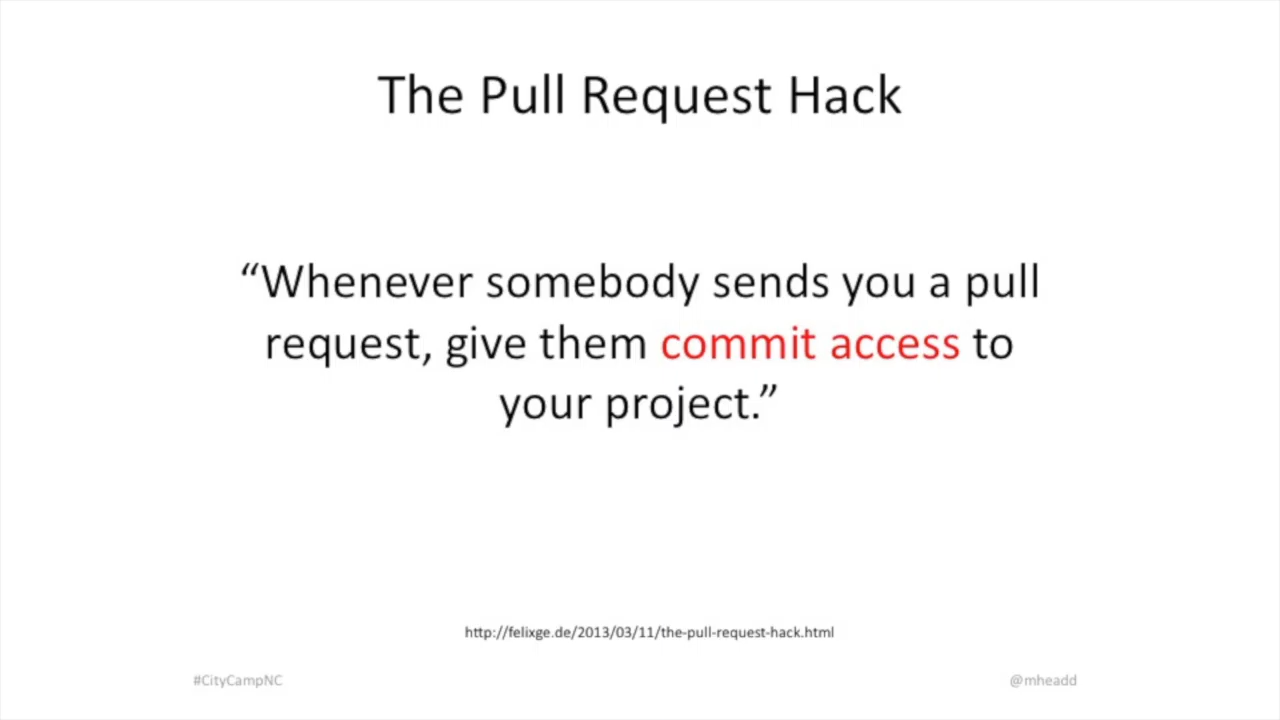 The Pull Request Hack
“Whenever somebody sends you a pull
request, give them commit access to
your project.”
http://felixge.de/2013/03/11/the-pull-request-hack.html
#CityCampNC
@mheadd